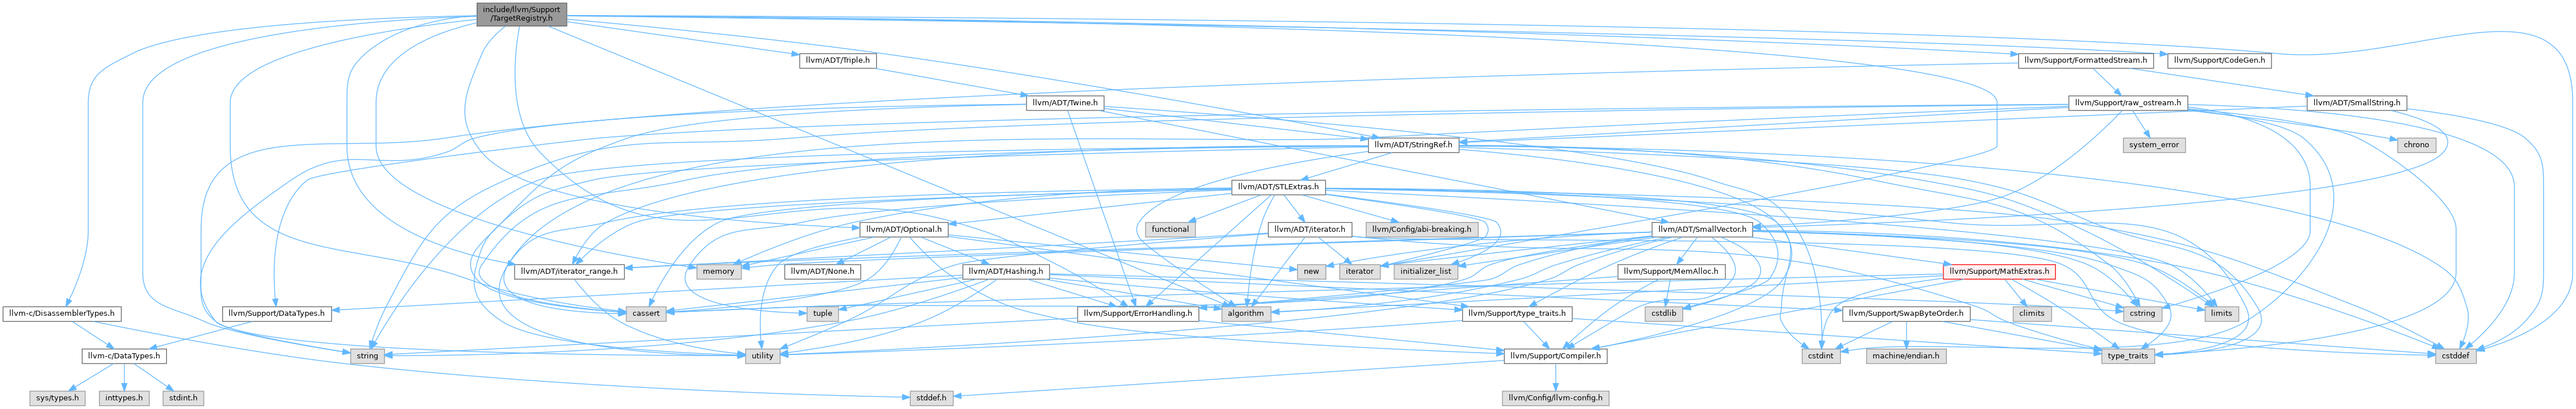 include/llvm/Support
/TargetRegistry.h
llvm/ADT/Triple.h
llvm/Support/FormattedStream.h
llvm/Support/CodeGen.h
llvm/ADT/Twine.h
llvm/Support/raw_ostream.h
llvm/ADT/SmallString.h
llvm/ADT/StringRef.h
system_error
chrono
llvm/ADT/STLExtras.h
llvm/ADT/Optional.h
functional
llvm/ADT/iterator.h
llvm/Config/abi-breaking.h
llvm/ADT/SmallVector.h
llvm/ADT/iterator_range.h
memory
llvm/ADT/None.h
llvm/ADT/Hashing.h
new
iterator
initializer_list
llvm/Support/MemAlloc.h
llvm/Support/MathExtras.h
llvm-c/DisassemblerTypes.h
llvm/Support/DataTypes.h
cassert
tuple
llvm/Support/ErrorHandling.h
algorithm
cstdlib
llvm/Support/type_traits.h
llvm/Support/SwapByteOrder.h
climits
cstring
limits
llvm-c/DataTypes.h
string
utility
llvm/Support/Compiler.h
cstdint
machine/endian.h
type_traits
cstddef
sys/types.h
inttypes.h
stdint.h
stddef.h
llvm/Config/llvm-config.h